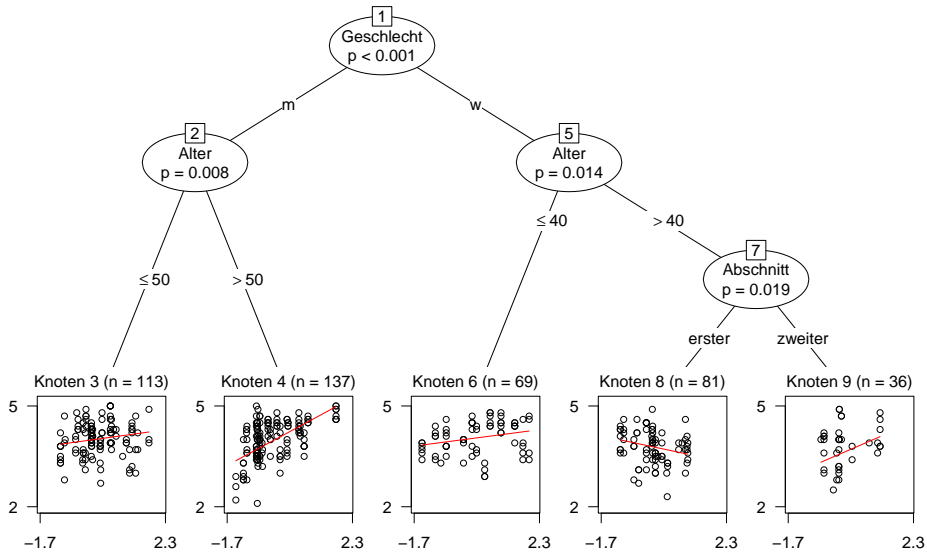 1
Geschlecht
p < 0.001
m
w
2
Alter
p = 0.008
5
Alter
p = 0.014
≤ 40
> 40
7
Abschnitt
p = 0.019
≤ 50
> 50
erster
zweiter
Knoten 3 (n = 113)
Knoten 4 (n = 137)
Knoten 6 (n = 69)
Knoten 8 (n = 81)
Knoten 9 (n = 36)
5 5 5 5 5
2 2 2 2 2
−1.7 2.3 −1.7 2.3 −1.7 2.3 −1.7 2.3 −1.7 2.3